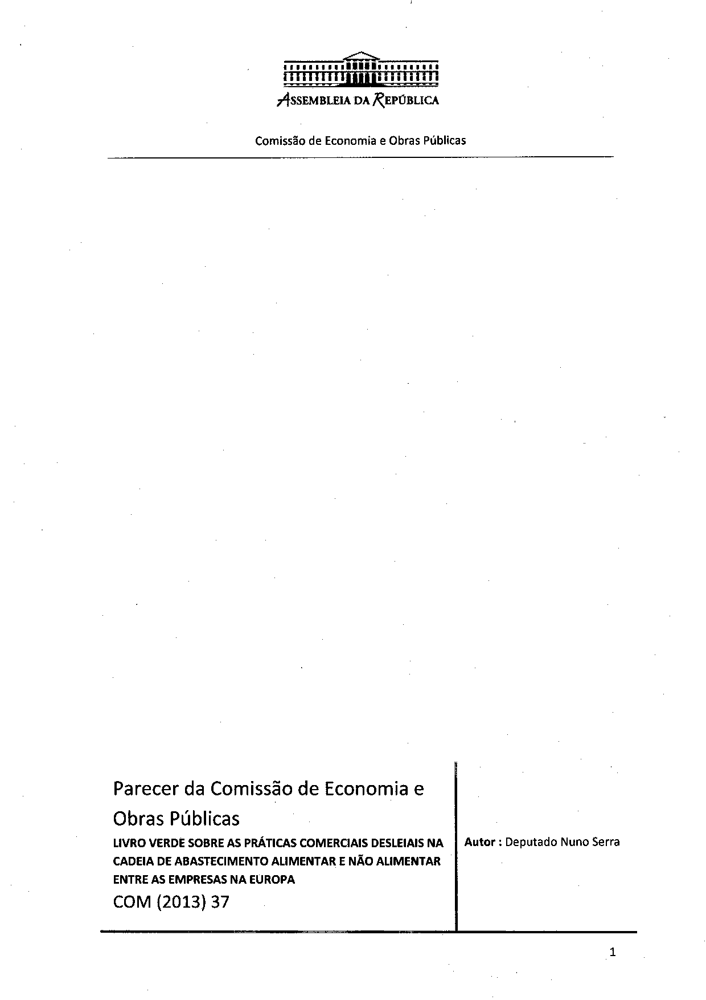 ASSEMBLEIA DA REPÚBLICA
Comissão de Economia e Obras Públicas
Parecer da Comissão de Economia e
Obras Públicas
LIVRO VERDE SOBRE AS PRÁTICAS COMERCIAIS DESLEIAIS NA
CADEIA DE ABASTECIMENTO ALIMENTAR E NÃO ALIMENTAR
ENTRE AS EMPRESAS NA EUROPA
COM (2013) 37
Autor : Deputado Nuno Serra
1